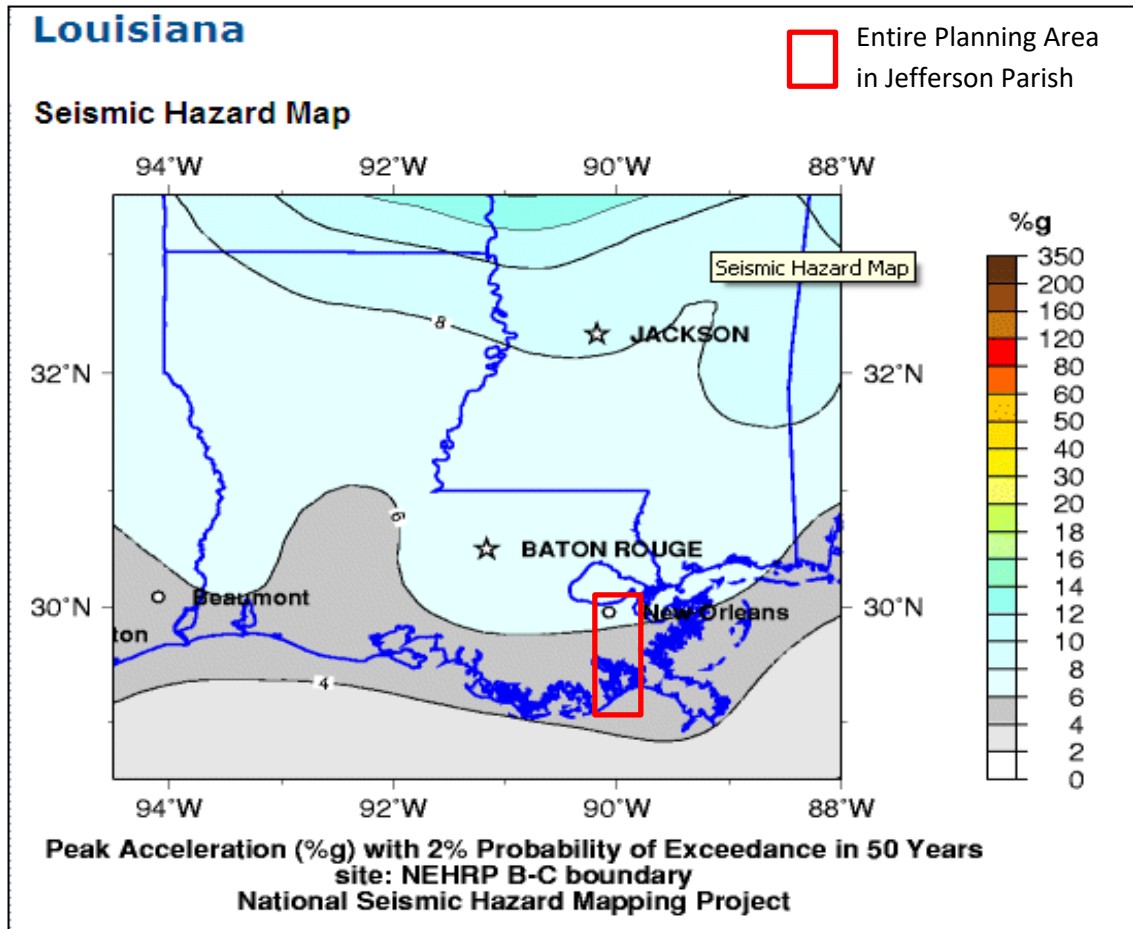 Louisiana
Entire Planning Area
in Jefferson Parish
Seismic Hazard Map
94°W 92°W 90°W 88°W
%g
350
200
160
120
80
60
50
40
30
20
18
16
14
12
10
8
6
4
2
0
Seismic Hazard Map
8
JACKSON
32°N 32°N
6
BATON ROUGE
30°N 30°N
Beaumont
New Orleans
ton
4
94°W 92°W 90°W 88°W
Peak Acceleration (%g) with 2% Probability of Exceedance in 50 Years
site: NEHRP B-C boundary
National Seismic Hazard Mapping Project